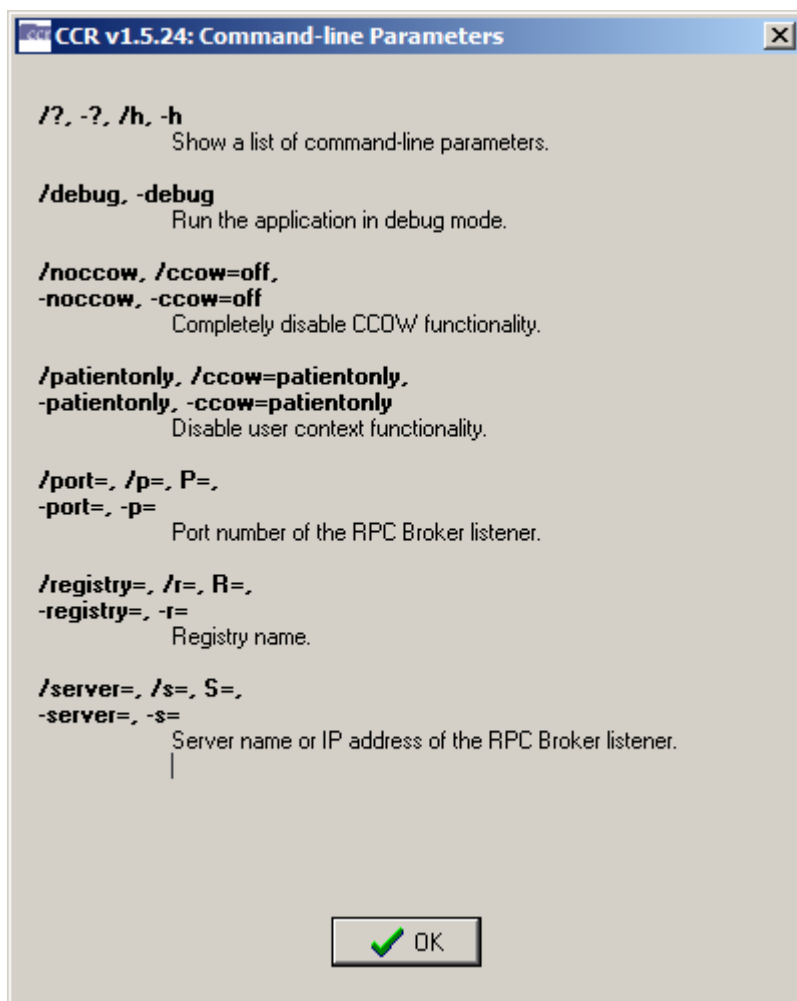 CCR CCR v1.5.24: Command-line Parameters
/?, -?, /h, -h
Show a list of command-line parameters.
/debug, -debug
Run the application in debug mode.
/noccow, /ccow=off,
-noccow, -ccow=off
Completely disable CCOW functionality.
/patientonly, /ccow=patientonly,
-patientonly, -ccow=patientonly
Disable user context functionality.
/port=, /p=, P=,
-port=, -p=
Port number of the RPC Broker listener.
/registry=, /r=, R=,
-registry=, -r=
Registry name.
/server=, /s=, S=,
-server=, -s=
Server name or IP address of the RPC Broker listener.
OK